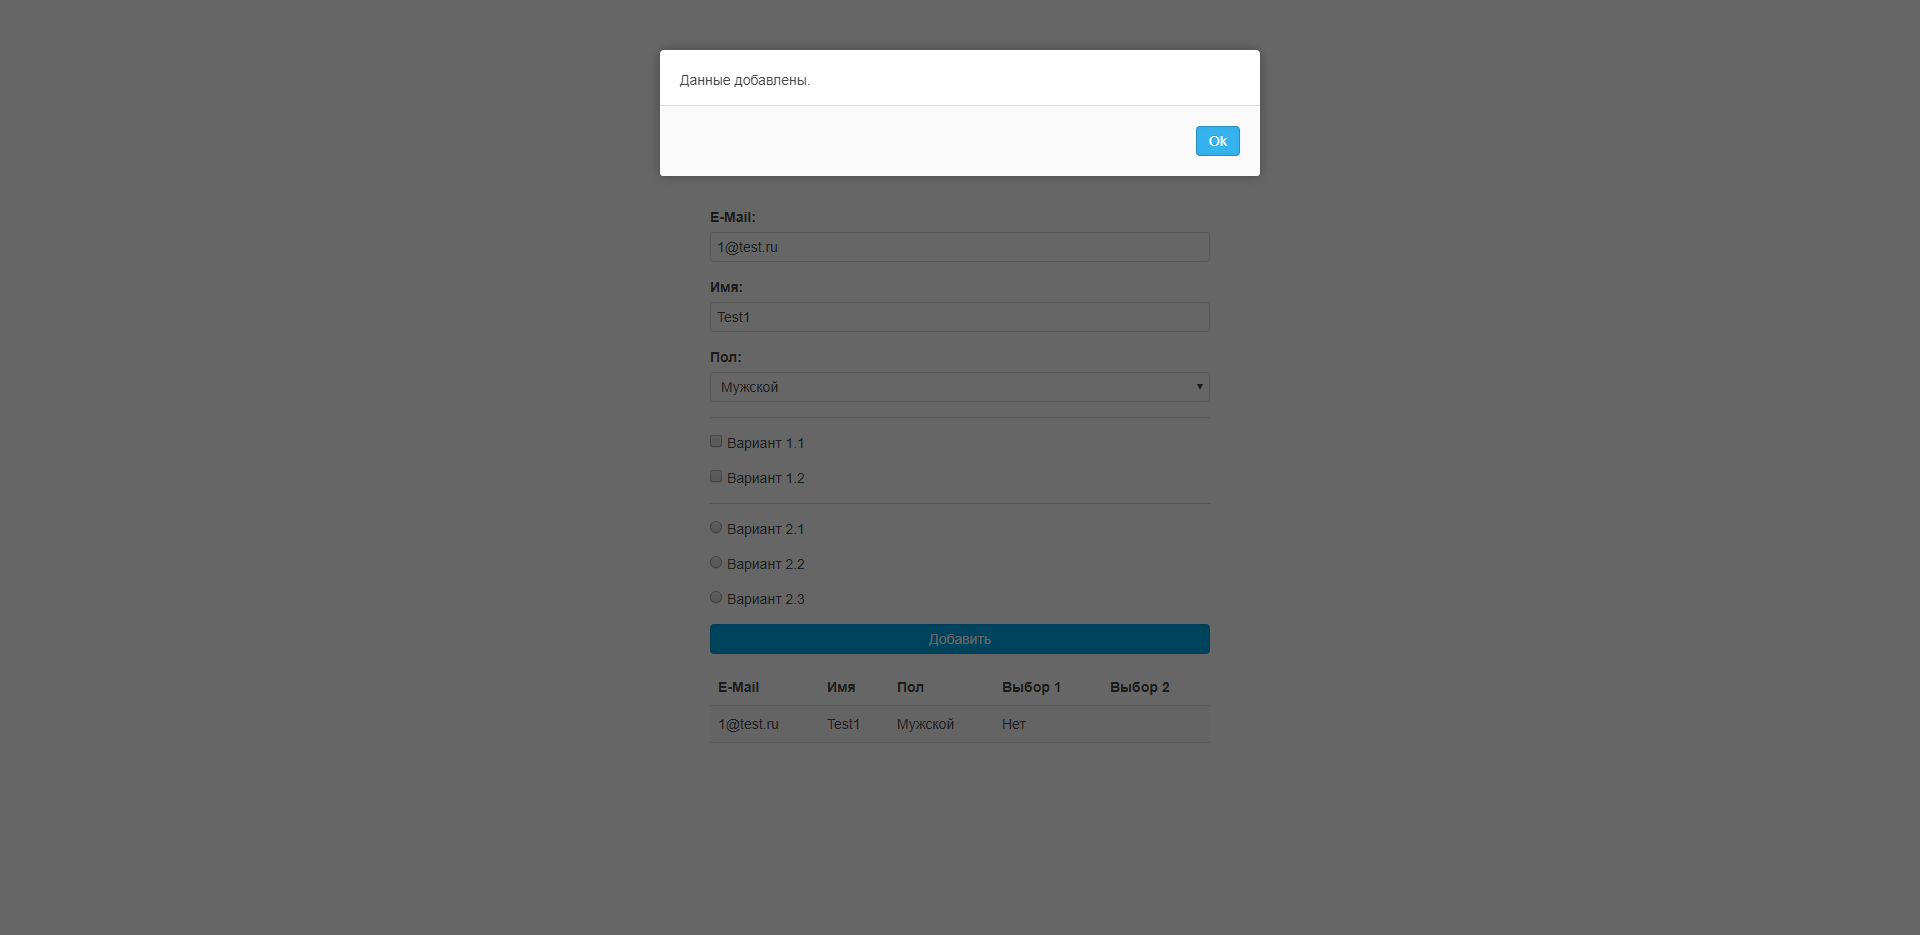 Данные добавлены.
Ok
E-Mail:
1@test.ru
Имя:
Test1
Пол:
Мужской
Вариант 1.1
Вариант 1.2
Вариант 2.1
Вариант 2.2
Вариант 2.3
Добавить
E-Mail Имя Пол Выбор 1 Выбор 2
1@test.ru Test1 Мужской Нет